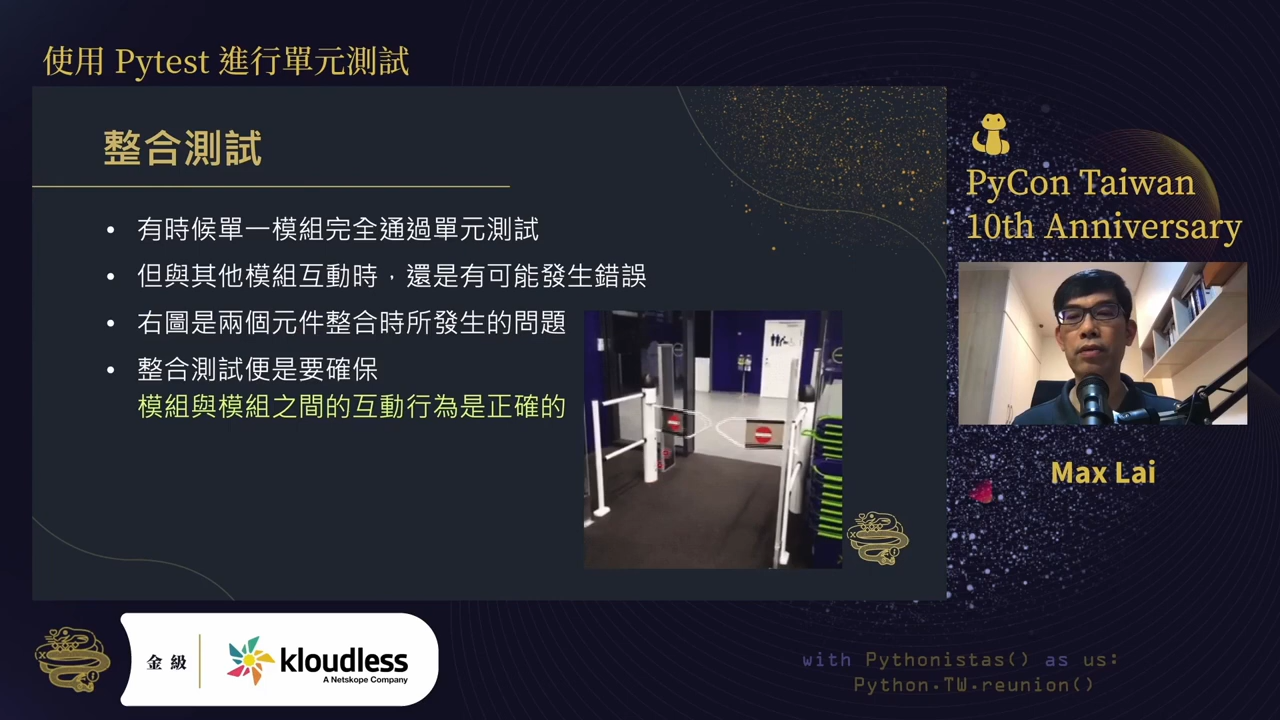 使用 Pytest 進行單元測試
整合測試
• 有時候單一模組完全通過單元測試
• 但與其他模組互動時，還是有可能發生錯誤
• 右圖是兩個元件整合時所發生的問題
• 整合測試便是要確保
模組與模組之間的互動行為是正確的
PyCon Taiwan
10th Anniversary
Max Lai
金級
kloudless
A Netskope Company
with Pythonistas() as us:
Python.TW.reunion()